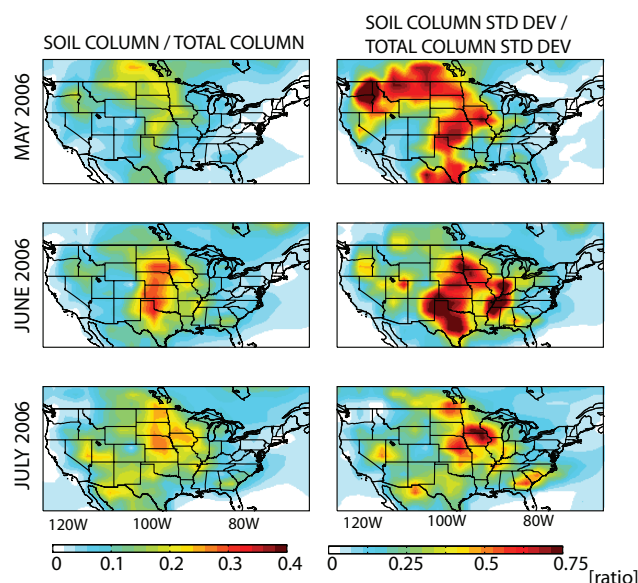 SOIL COLUMN / TOTAL COLUMN
SOIL COLUMN STD DEV /
TOTAL COLUMN STD DEV
MAY 2006
JUNE 2006
JULY 2006
120W 100W 80W
120W 100W 80W
0 0.1 0.2 0.3 0.4
0 0.25 0.5 0.75
[ratio]